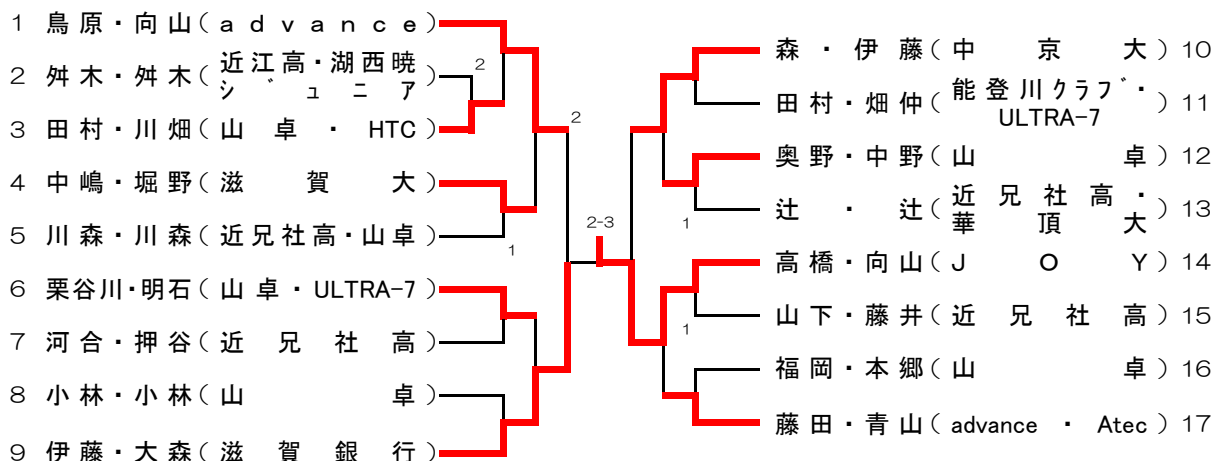 1 鳥原・向山(advance)
2 舛木・舛木(近江高・湖西暁ジュニア)
3 田村・川畑(山卓・HTC)
4 中嶋・堀野(滋賀大)
5 川森・川森(近兄社高・山卓)
6 栗谷川・明石(山卓・ULTRA-7)
7 河合・押谷(近兄社高)
8 小林・小林(山卓)
9 伊藤・大森(滋賀銀行)
2
1
2
2-3
1
1
森・伊藤(中京大) 10
田村・畑仲(能登川クラブ・ULTRA-7) 11
奥野・中野(山卓) 12
辻・辻(近兄社高・華頂大) 13
高橋・向山(JOY) 14
山下・藤井(近兄社高) 15
福岡・本郷(山卓) 16
藤田・青山(advance・Atec) 17